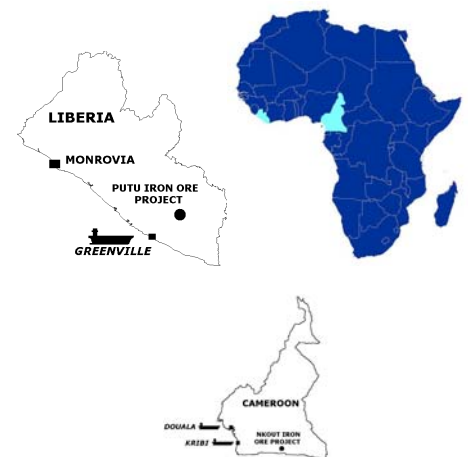 LIBERIA
MONROVIA
PUTU IRON ORE
PROJECT
GREENVILLE
CAMEROON
DOUALA
KRIBI
NKOUT IRON
ORE PROJECT